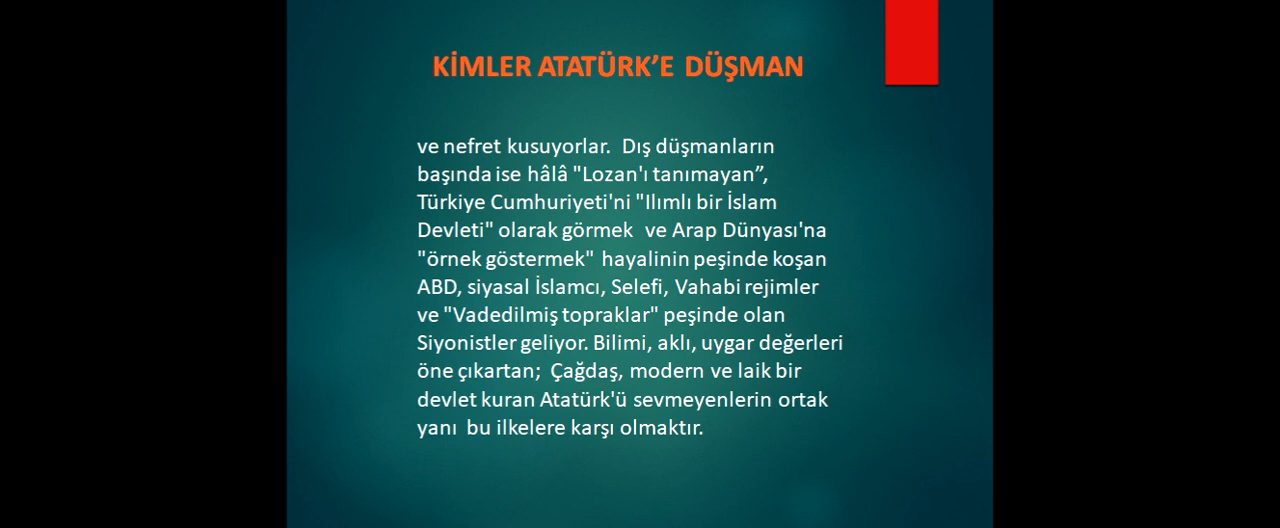 KİMLER ATATÜRK’E DÜŞMAN
ve nefret kusuyorlar. Dış düşmanların
başında ise hâlâ "Lozan'ı tanımayan”,
Türkiye Cumhuriyeti'ni "Ilımlı bir İslam
Devleti" olarak görmek ve Arap Dünyası'na
"örnek göstermek" hayalinin peşinde koşan
ABD, siyasal İslamcı, Selefi, Vahabi rejimler
ve "Vadedilmiş topraklar" peşinde olan
Siyonistler geliyor. Bilimi, aklı, uygar değerleri
öne çıkartan; Çağdaş, modern ve laik bir
devlet kuran Atatürk'ü sevmeyenlerin ortak
yanı bu ilkelere karşı olmaktır.